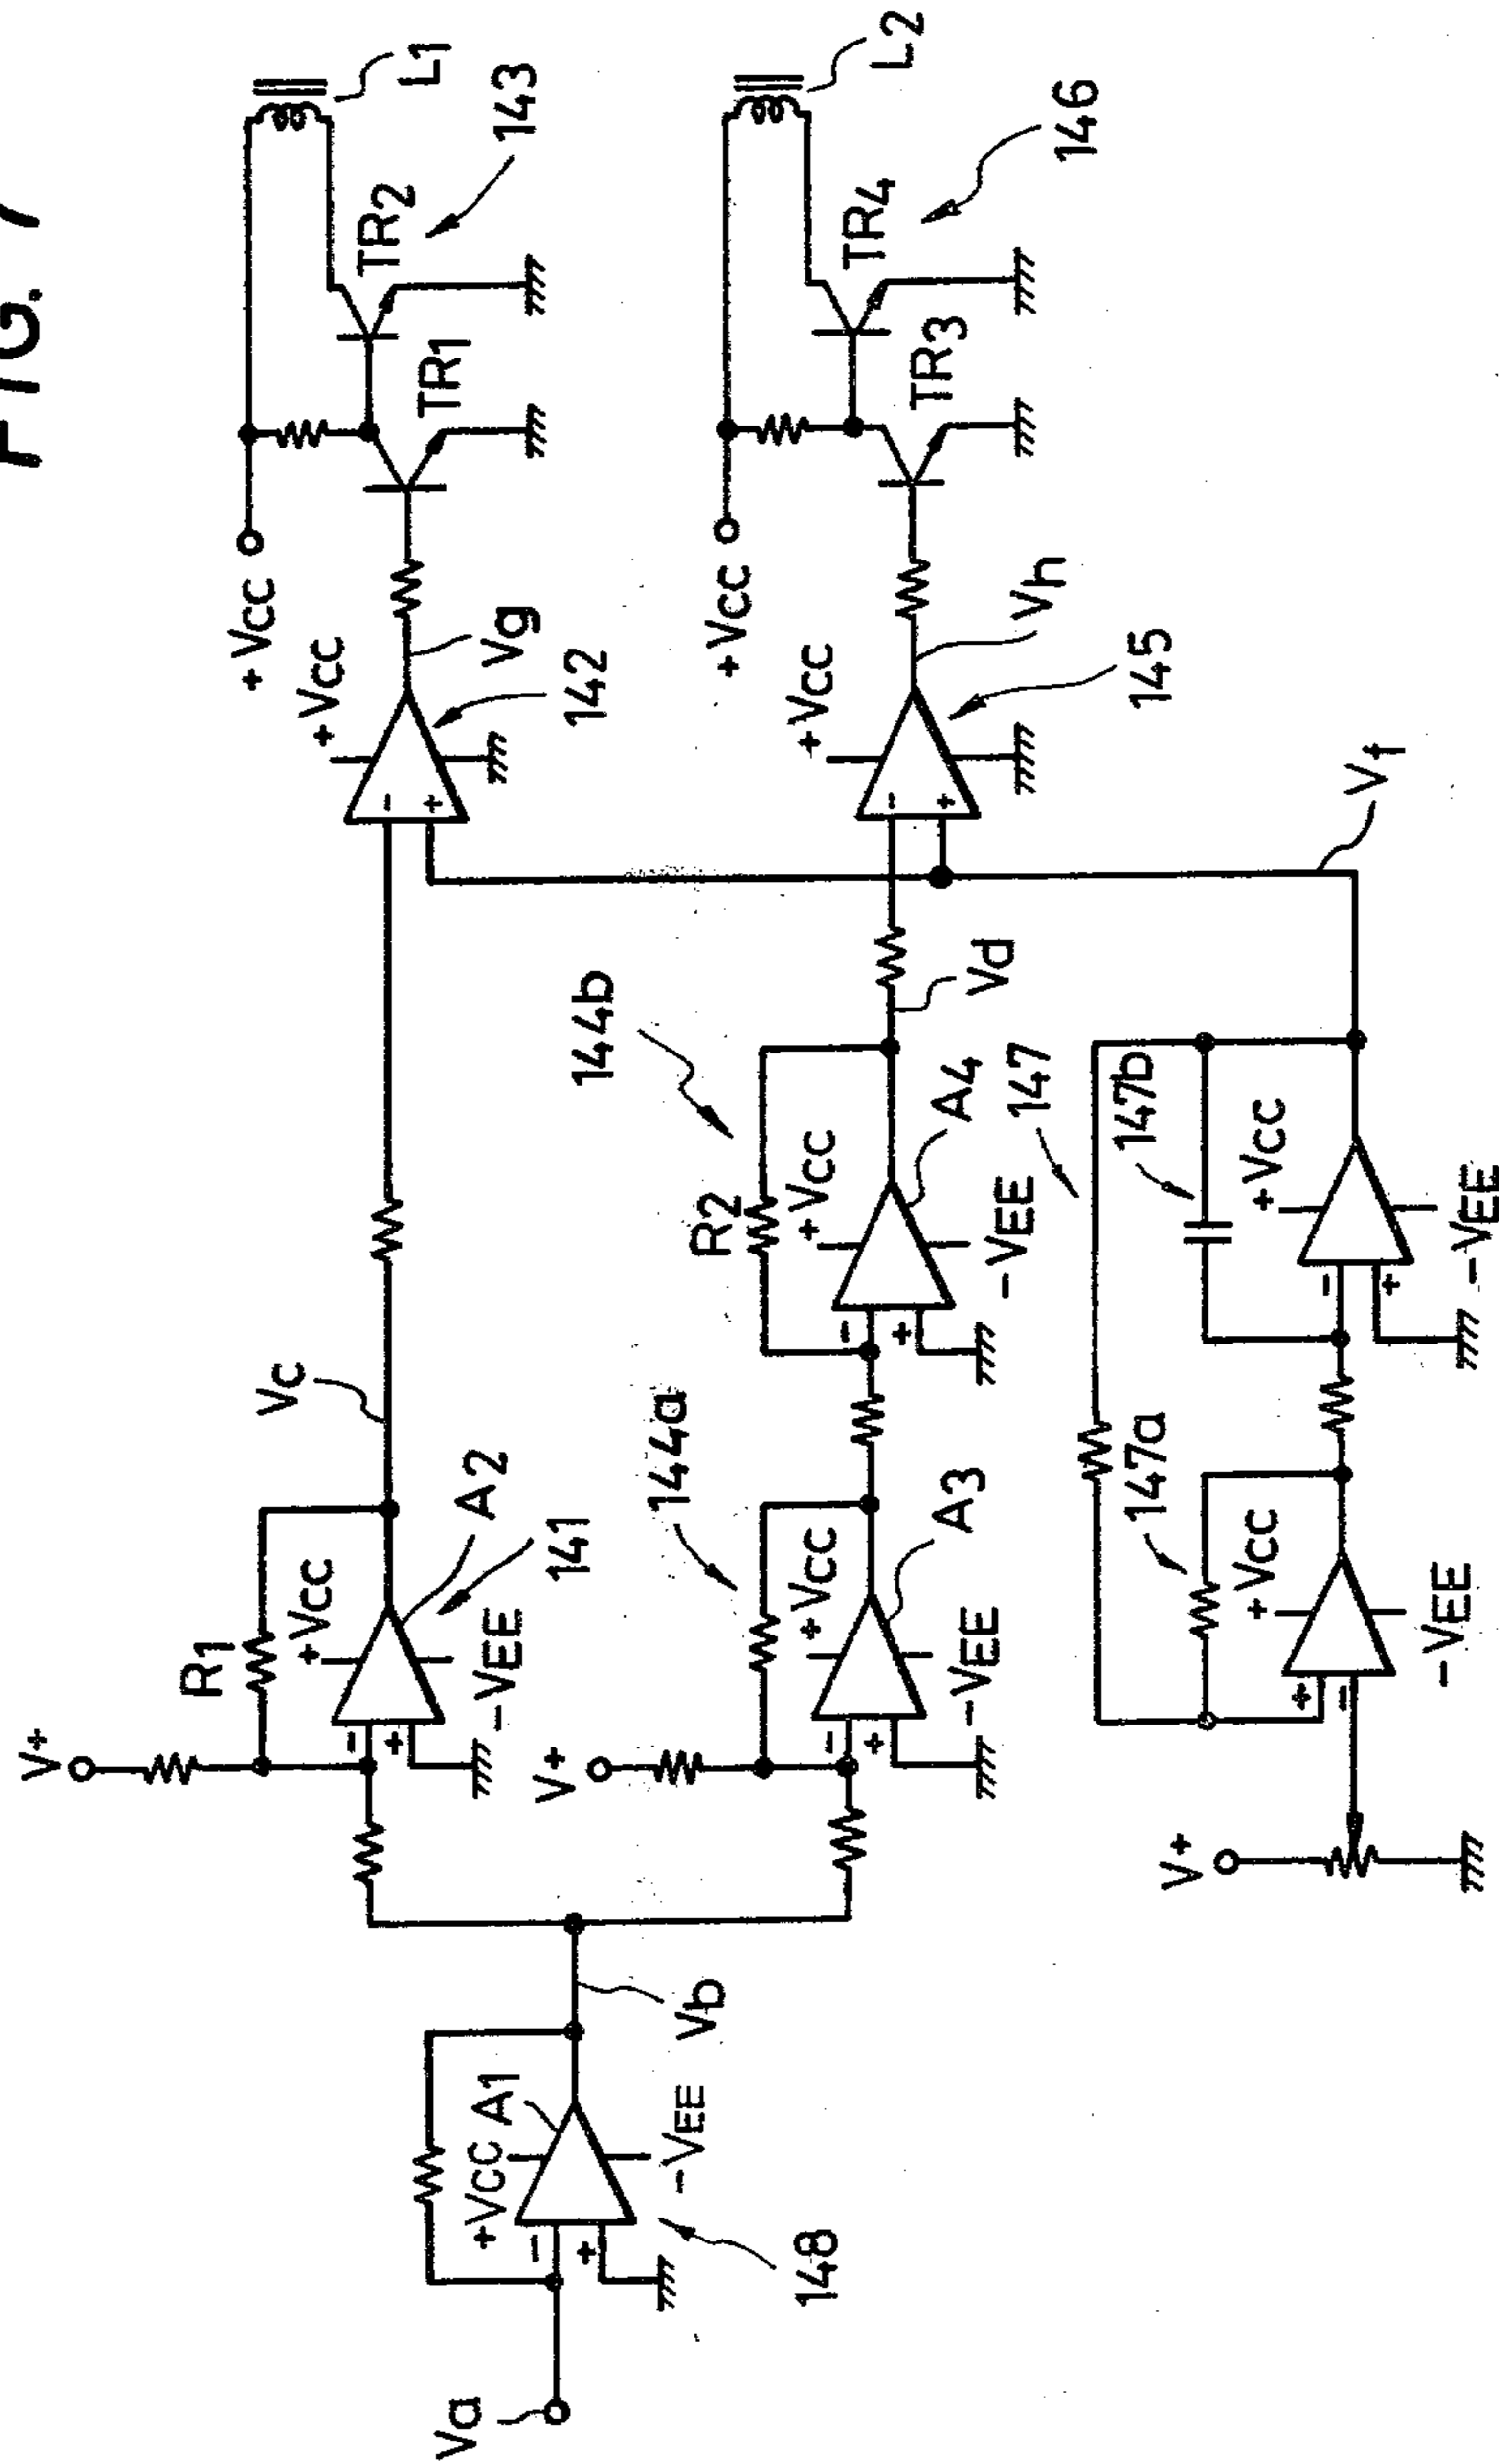 FIG. 7
Va
+VCC
A1
-
+
-VEE
148
Vb
V+
R1
-
+
+VCC
-VEE
A2
141
Vc
-
+
+VCC
142
Vg
+VCC
TR1
TR2
143
L1
V+
-
+
+VCC
-VEE
144a
A3
R2
-
+
+VCC
-VEE
144b
A4
Vd
-
+
+VCC
145
Vh
+VCC
TR3
TR4
146
L2
V+
+
-
+VCC
-VEE
147a
147
147b
-
+
+VCC
-VEE
Vf